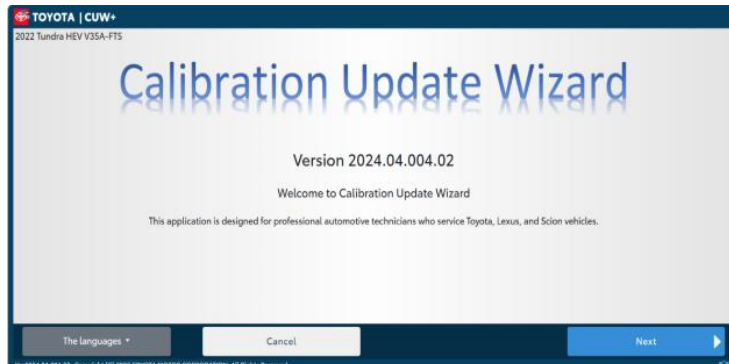 TOYOTA | CUW+
2022 Tundra HEV V35A-FTS
Calibration Update Wizard
Version 2024.04.004.02
Welcome to Calibration Update Wizard
This application is designed for professional automotive technicians who service Toyota, Lexus, and Scion vehicles.
The languages
Cancel
Next